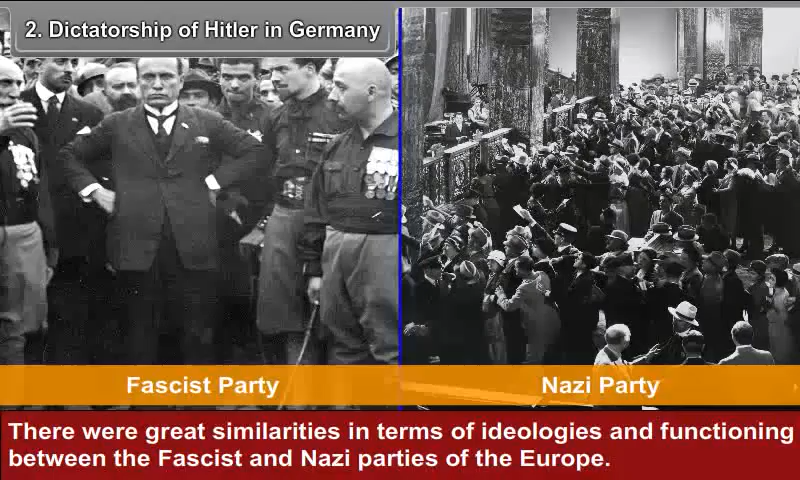 2. Dictatorship of Hitler in Germany
Fascist Party
Nazi Party
There were great similarities in terms of ideologies and functioning
between the Fascist and Nazi parties of the Europe.